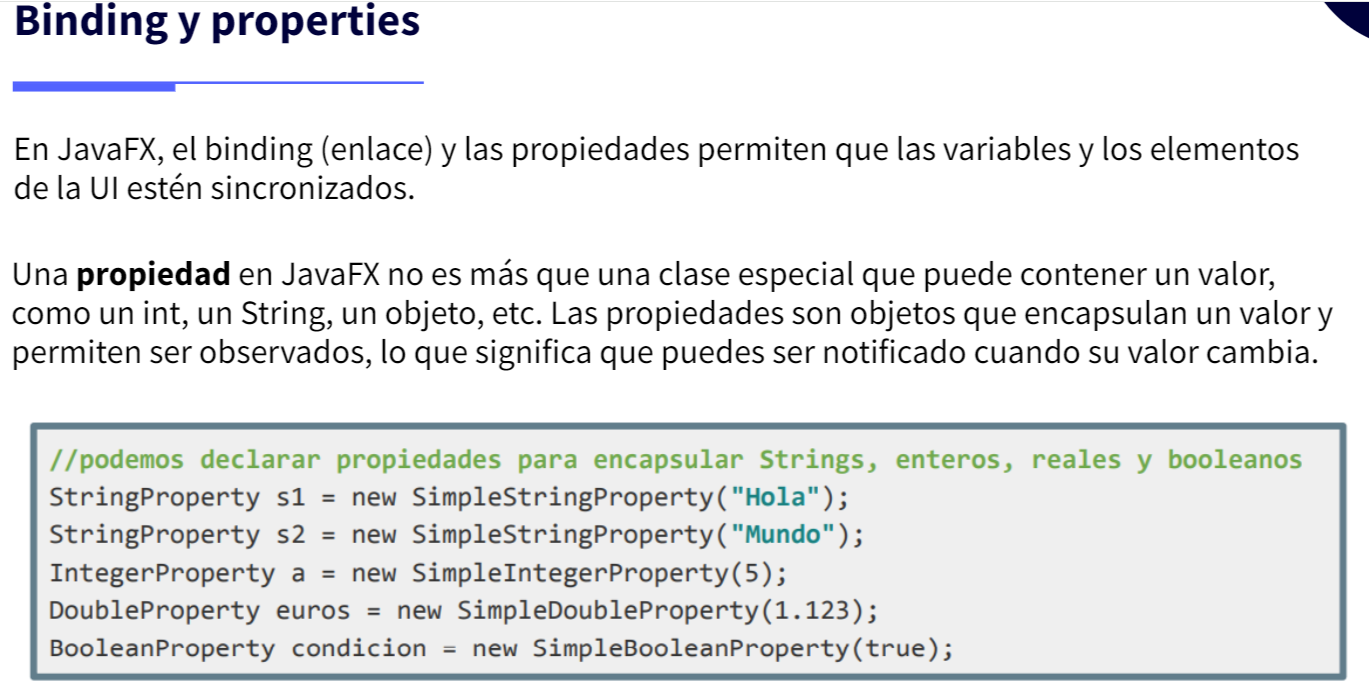 Binding y properties
En JavaFX, el binding (enlace) y las propiedades permiten que las variables y los elementos
de la UI estén sincronizados.
Una propiedad en JavaFX no es más que una clase especial que puede contener un valor,
como un int, un String, un objeto, etc. Las propiedades son objetos que encapsulan un valor y
permiten ser observados, lo que significa que puedes ser notificado cuando su valor cambia.
//podemos declarar propiedades para encapsular Strings, enteros, reales y booleanos
StringProperty s1 = new SimpleStringProperty("Hola");
StringProperty s2 = new SimpleStringProperty("Mundo");
IntegerProperty a = new SimpleIntegerProperty(5);
DoubleProperty euros = new SimpleDoubleProperty(1.123);
BooleanProperty condicion = new SimpleBooleanProperty(true);